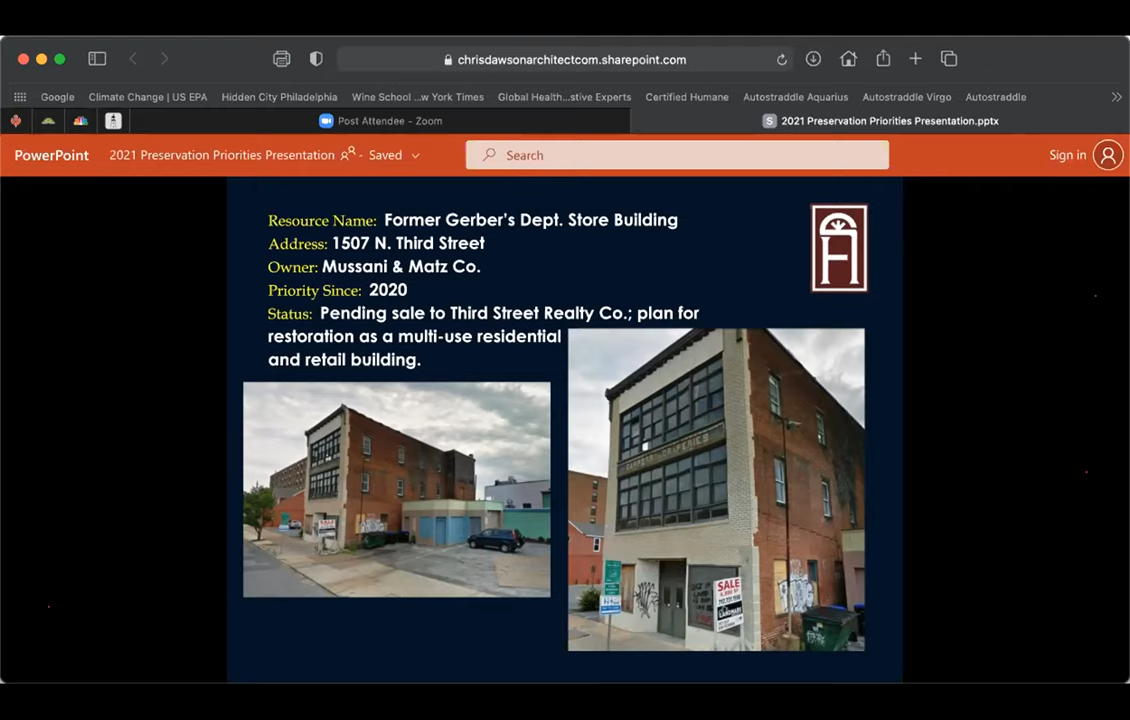 chrisdawsonarchitectcom.sharepoint.com
Google Climate Change | US EPA Hidden City Philadelphia Wine School ...w York Times Global Health...stive Experts Certified Humane Autostraddle Aquarius Autostraddle Virgo Autostraddle
Post Attendee - Zoom S 2021 Preservation Priorities Presentation.pptx
PowerPoint 2021 Preservation Priorities Presentation - Saved Search Sign in
Resource Name: Former Gerber's Dept. Store Building
Address: 1507 N. Third Street
Owner: Mussani & Matz Co.
Priority Since: 2020
Status: Pending sale to Third Street Realty Co.; plan for
restoration as a multi-use residential
and retail building.
SALE
LANDMARK